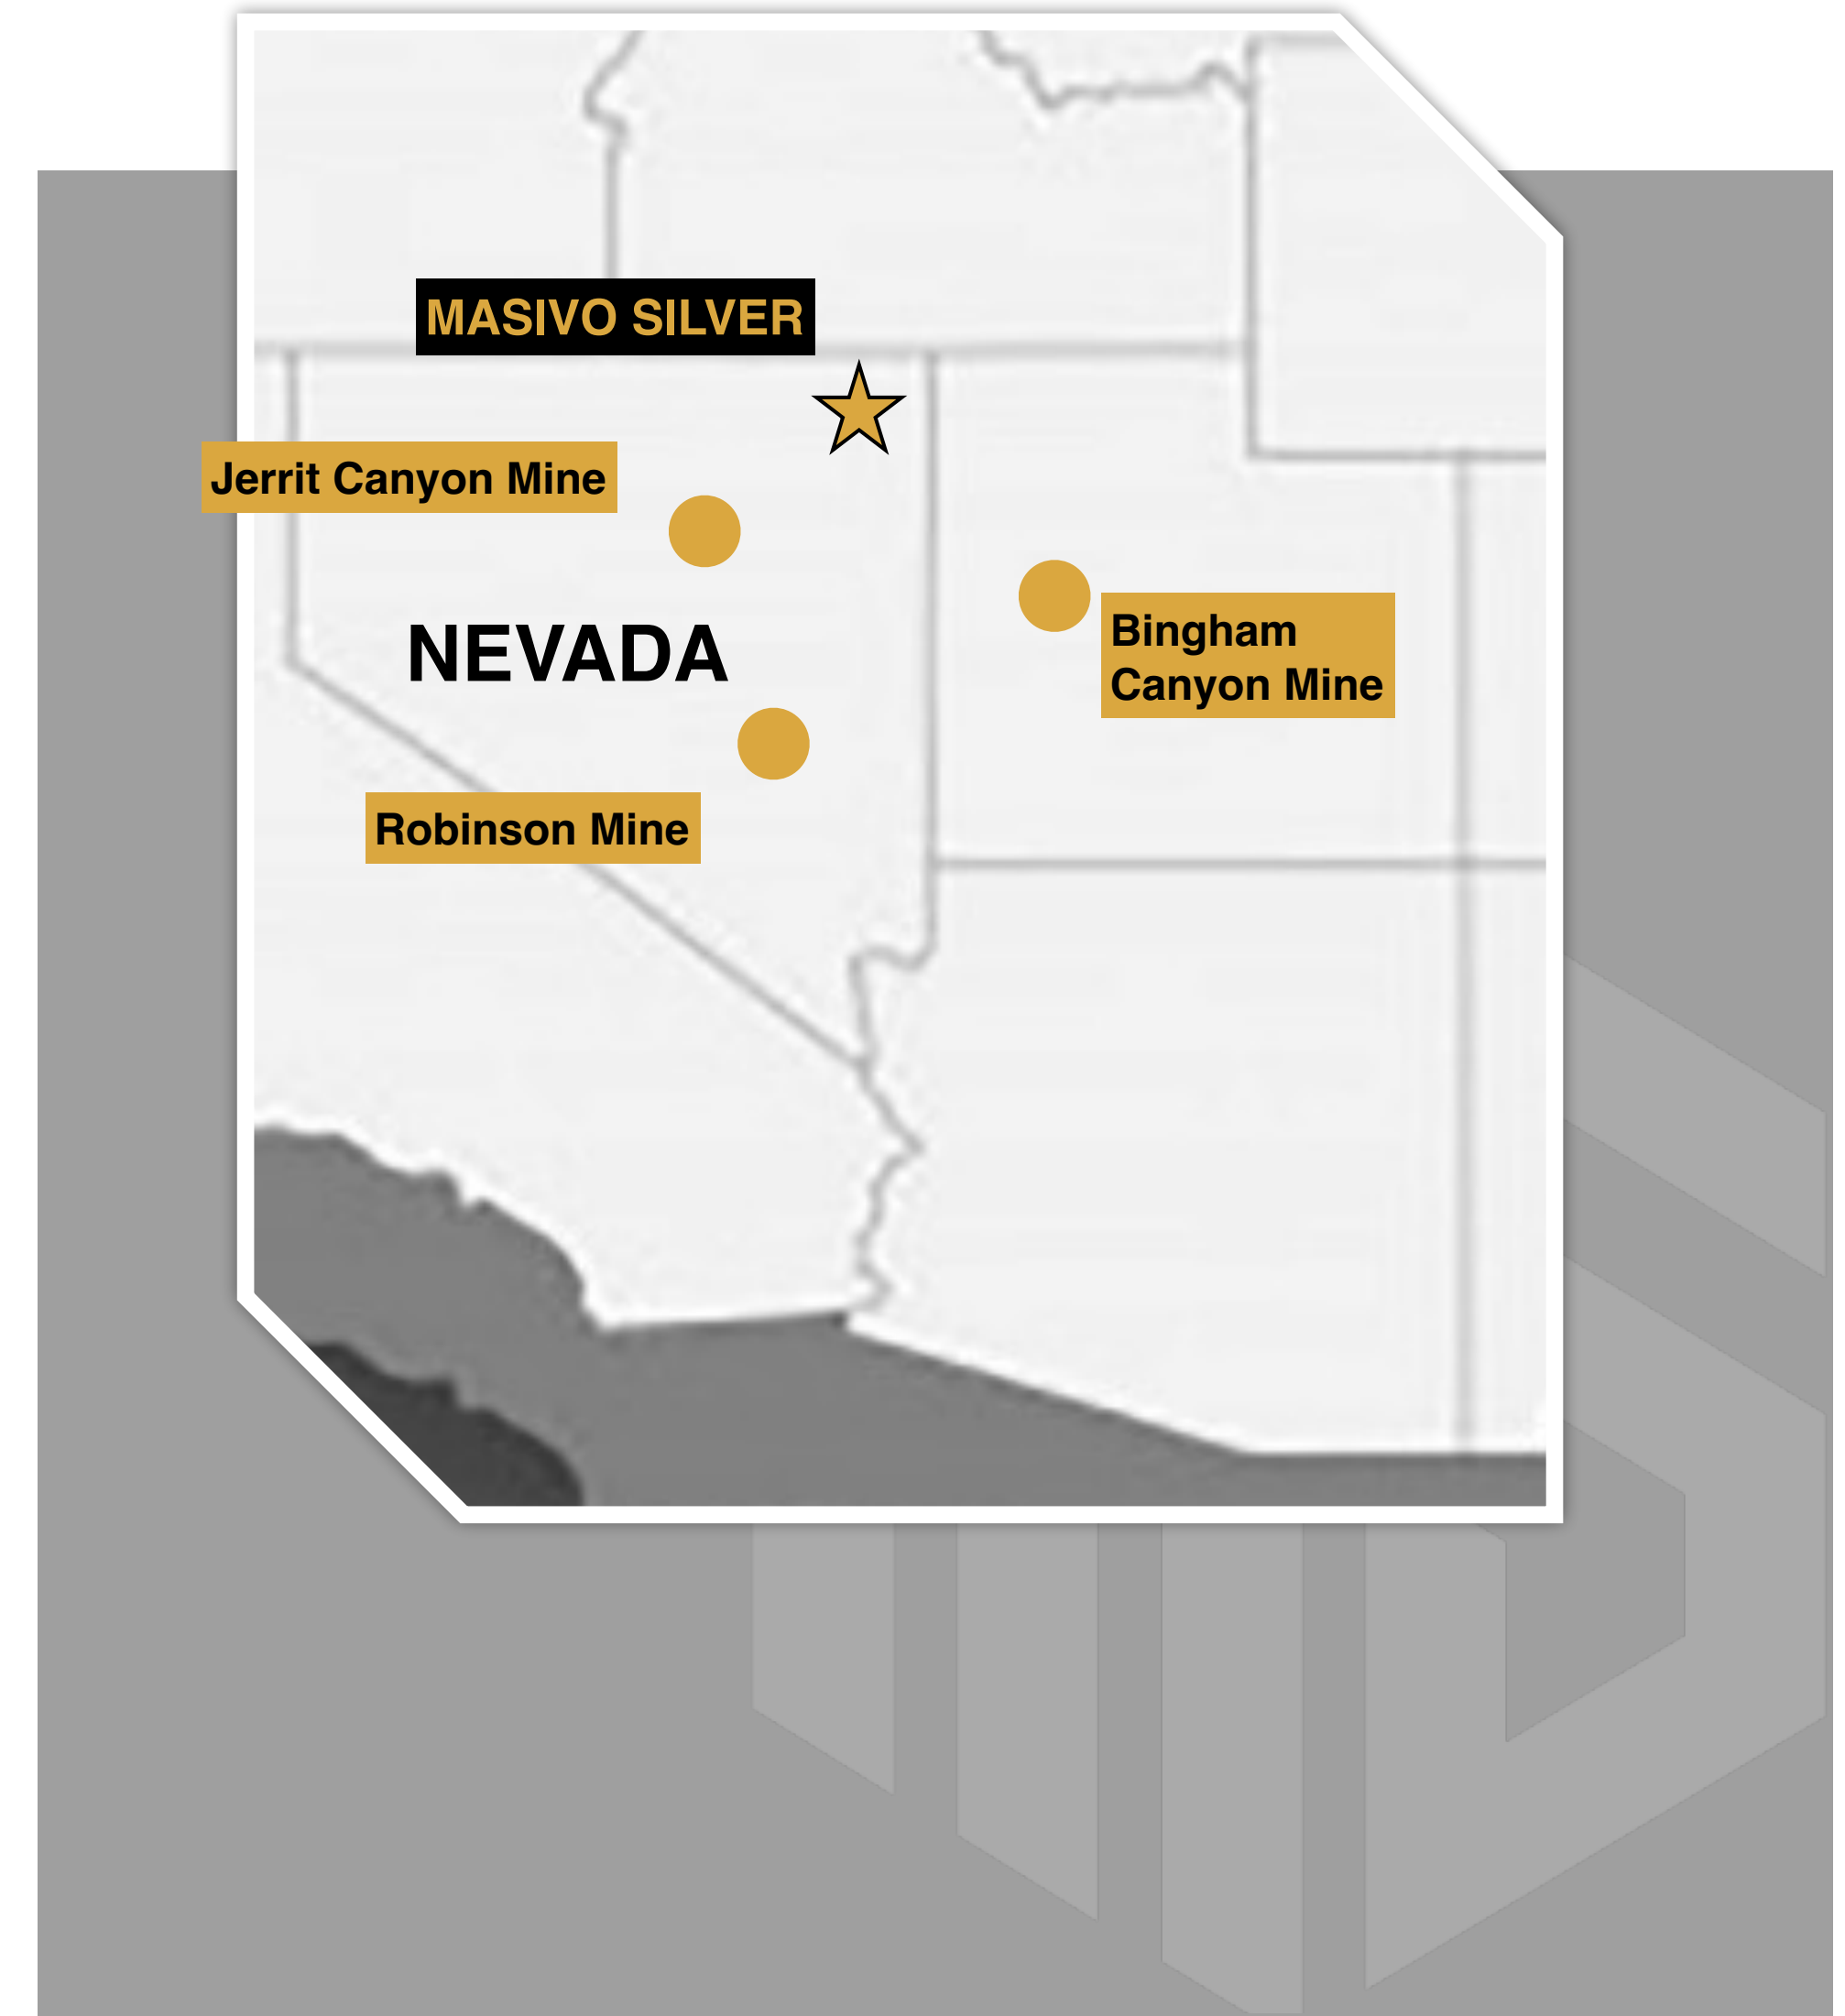 MASIVO SILVER
Jerrit Canyon Mine
NEVADA
Bingham
Canyon Mine
Robinson Mine